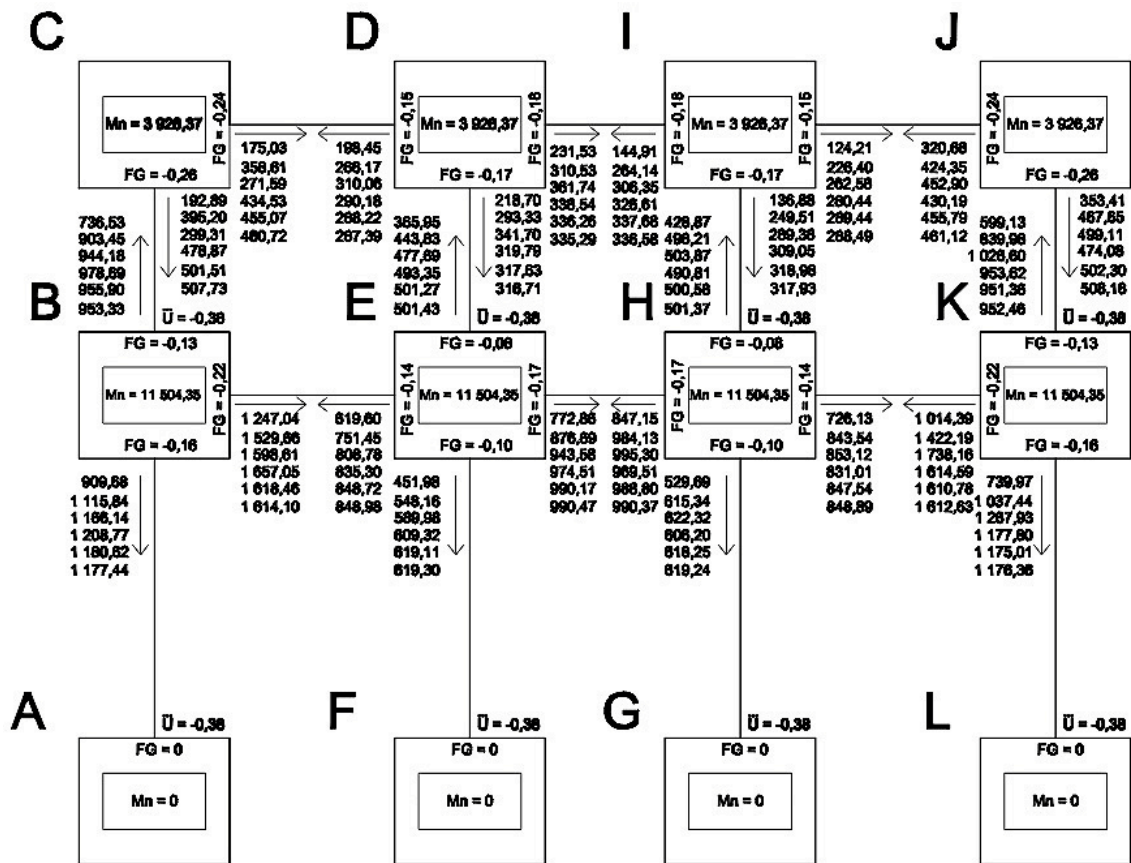 C
D
I
J
Mn = 3 926,37
FG = -0,24
FG = -0,26
FG = -0,15
Mn = 3 926,37
FG = -0,18
FG = -0,17
FG = -0,18
Mn = 3 926,37
FG = -0,15
FG = -0,17
FG = -0,24
Mn = 3 926,37
FG = -0,26
175,03
358,61
271,59
434,53
455,07
460,72
198,45
266,17
310,06
290,18
288,22
287,39
231,53
310,53
361,74
338,54
336,26
335,29
144,91
264,14
306,35
326,61
337,68
336,58
124,21
226,40
262,58
280,44
289,44
288,49
320,68
424,35
452,90
430,19
455,79
461,12
736,53
903,45
944,18
978,69
955,90
953,33
192,89
395,20
299,31
478,87
501,51
507,73
365,95
443,83
477,69
493,35
501,27
501,43
218,70
293,33
341,70
319,79
317,63
316,71
428,87
498,21
503,87
490,81
500,56
501,37
136,88
249,51
289,38
309,05
318,98
317,93
599,13
839,98
1 026,60
953,62
951,36
952,46
353,41
467,65
499,11
474,08
502,30
508,16
B
E
H
K
Ū = -0,38
Ū = -0,38
Ū = -0,38
Ū = -0,38
FG = -0,13
Mn = 11 504,35
FG = -0,22
FG = -0,16
FG = -0,08
FG = -0,14
Mn = 11 504,35
FG = -0,17
FG = -0,10
FG = -0,08
FG = -0,17
Mn = 11 504,35
FG = -0,14
FG = -0,10
FG = -0,13
FG = -0,22
Mn = 11 504,35
FG = -0,16
1 247,04
1 529,66
1 598,61
1 657,05
1 618,46
1 614,10
619,60
751,45
808,78
835,30
848,72
848,98
772,86
876,69
943,58
974,51
990,17
990,47
847,15
984,13
995,30
969,51
988,80
990,37
726,13
843,54
853,12
831,01
847,54
848,89
1 014,39
1 422,19
1 738,16
1 614,59
1 610,78
1 612,63
909,68
1 115,84
1 166,14
1 208,77
1 180,62
1 177,44
451,98
548,16
589,98
609,32
619,11
619,30
529,69
615,34
622,32
606,20
618,25
619,24
739,97
1 037,44
1 267,93
1 177,80
1 175,01
1 176,36
A
F
G
L
Ū = -0,38
Ū = -0,38
Ū = -0,38
Ū = -0,38
FG = 0
FG = 0
FG = 0
FG = 0
Mn = 0
Mn = 0
Mn = 0
Mn = 0